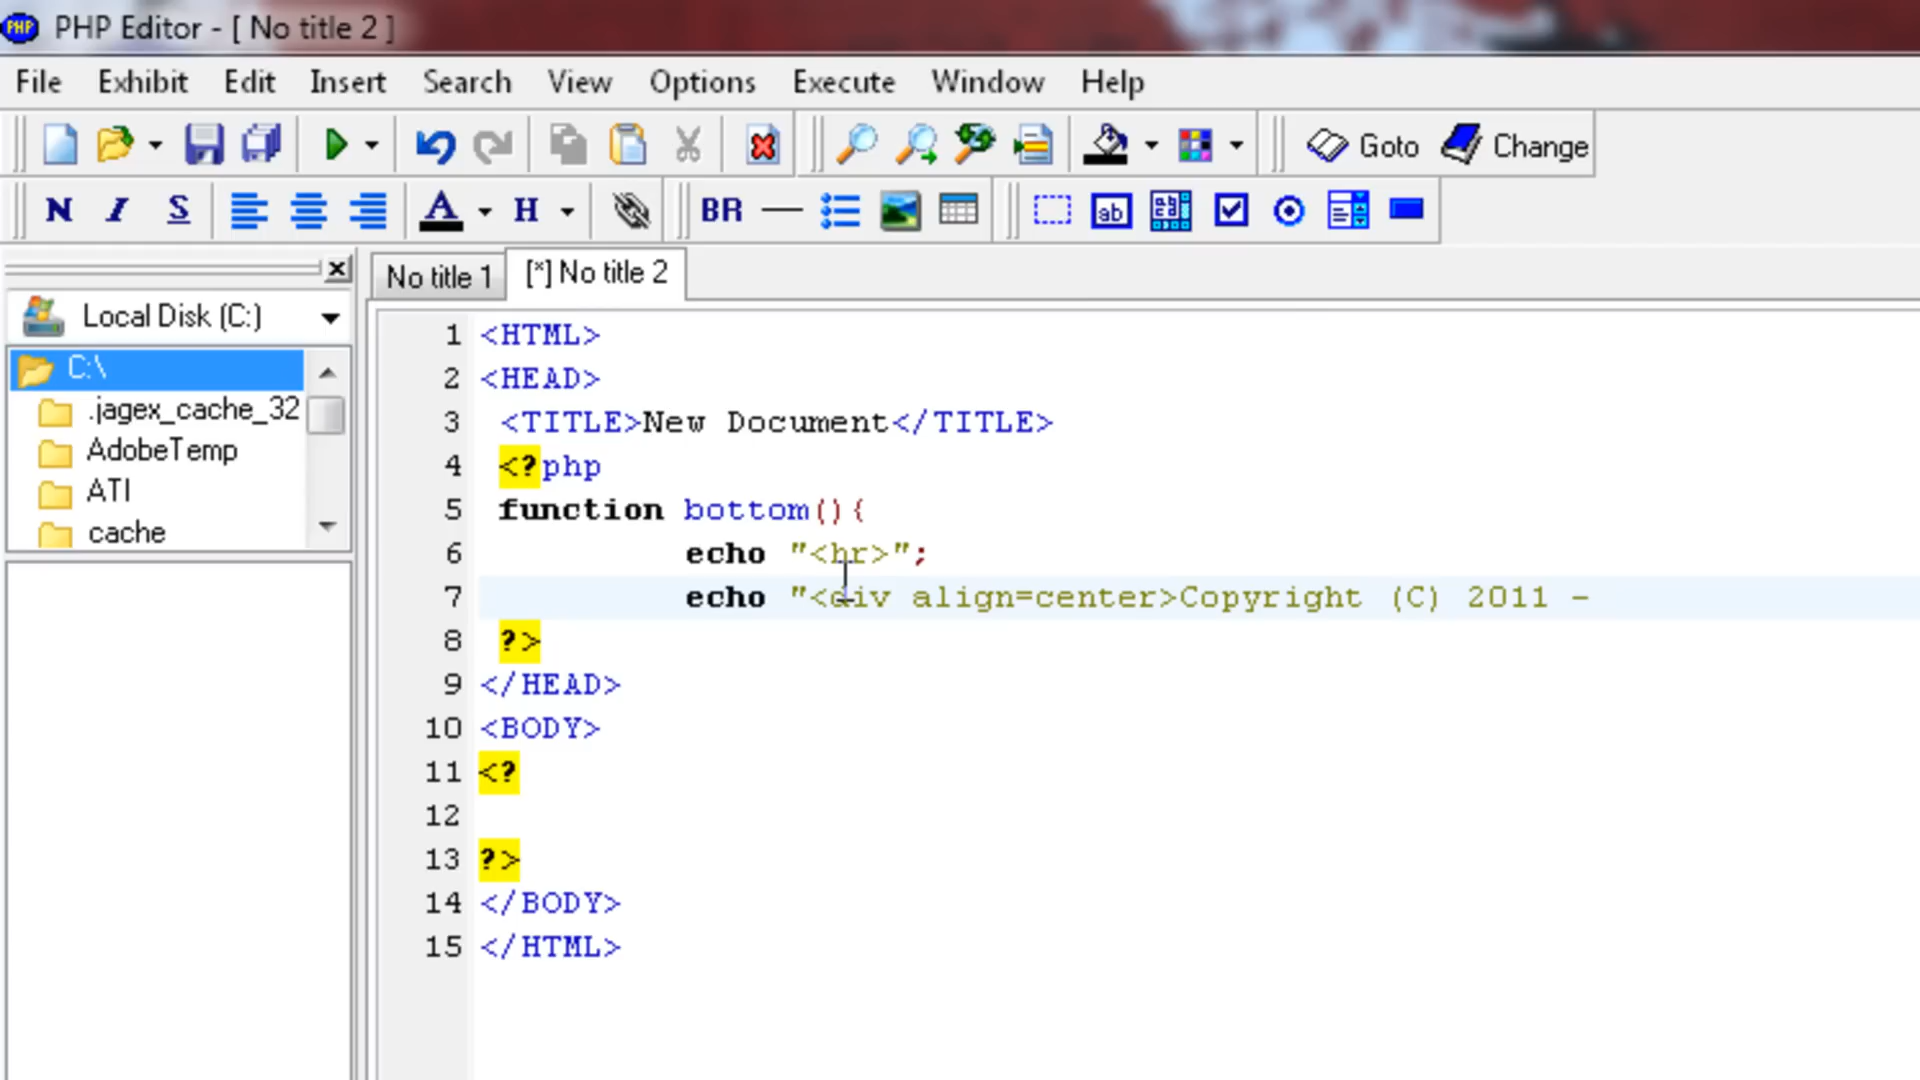 PHP PHP Editor - [ No title 2 ]
File Exhibit Edit Insert Search View Options Execute Window Help
Goto Change
N I S A H BR ab
Local Disk (C:)
No title 1 [*] No title 2
C:\
.jagex_cache_32
AdobeTemp
ATI
cache
1 <HTML>
2 <HEAD>
3 <TITLE>New Document</TITLE>
4 <?php
5 function bottom(){
6 echo "<hr>";
7 echo "<div align=center>Copyright (C) 2011 -
8 ?>
9 </HEAD>
10 <BODY>
11 <?
12
13 ?>
14 </BODY>
15 </HTML>